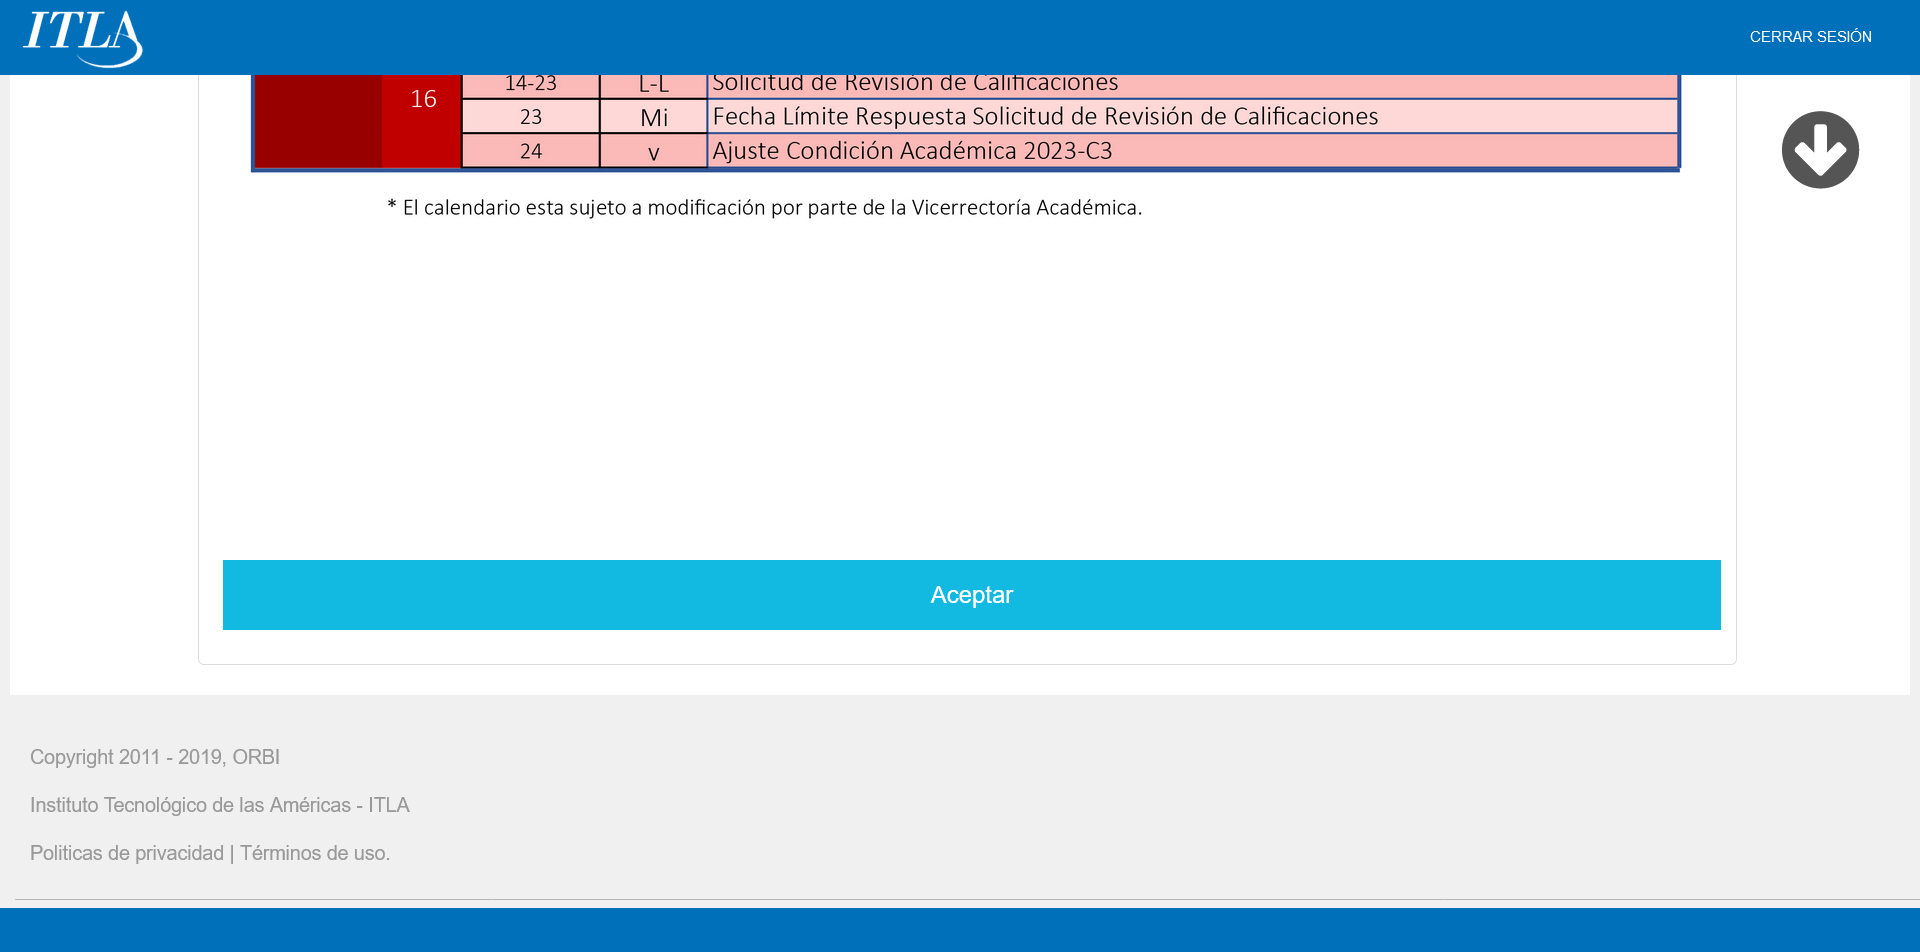 ITLA
CERRAR SESIÓN
14-23 L-L Solicitud de Revisión de Calificaciones
16
23 Mi Fecha Límite Respuesta Solicitud de Revisión de Calificaciones
24 v Ajuste Condición Académica 2023-C3
* El calendario esta sujeto a modificación por parte de la Vicerrectoría Académica.
Aceptar
Copyright 2011 - 2019, ORBI
Instituto Tecnológico de las Américas - ITLA
Politicas de privacidad | Términos de uso.